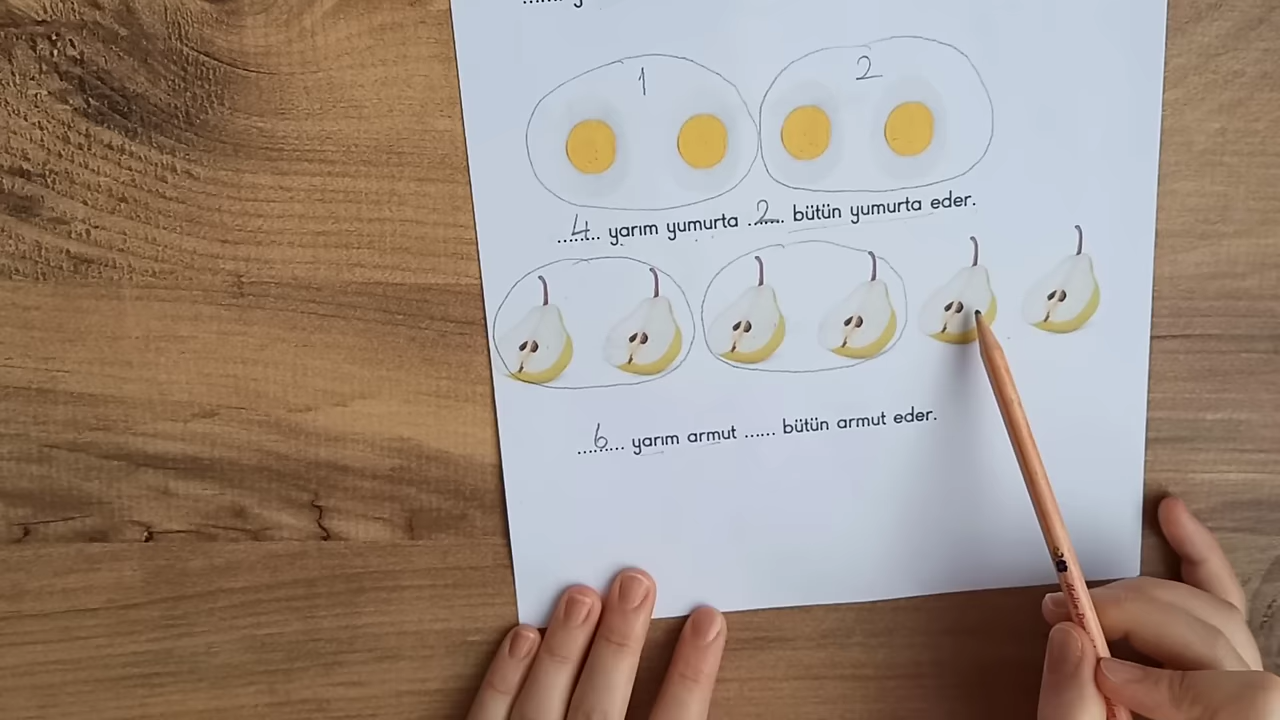 1 2
4 yarım yumurta 2 bütün yumurta eder.
6 yarım armut ...... bütün armut eder.